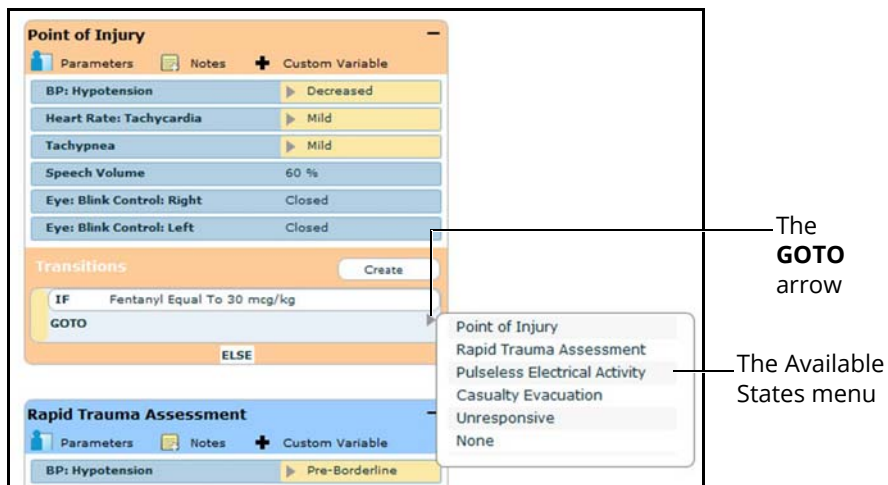 Point of Injury
Parameters Notes Custom Variable
BP: Hypotension Decreased
Heart Rate: Tachycardia Mild
Tachypnea Mild
Speech Volume 60 %
Eye: Blink Control: Right Closed
Eye: Blink Control: Left Closed
Transitions Create
IF Fentanyl Equal To 30 mcg/kg
GOTO
ELSE
The
GOTO
arrow
Point of Injury
Rapid Trauma Assessment
Pulseless Electrical Activity
Casualty Evacuation
Unresponsive
None
The Available
States menu
Rapid Trauma Assessment
Parameters Notes Custom Variable
BP: Hypotension Pre-Borderline